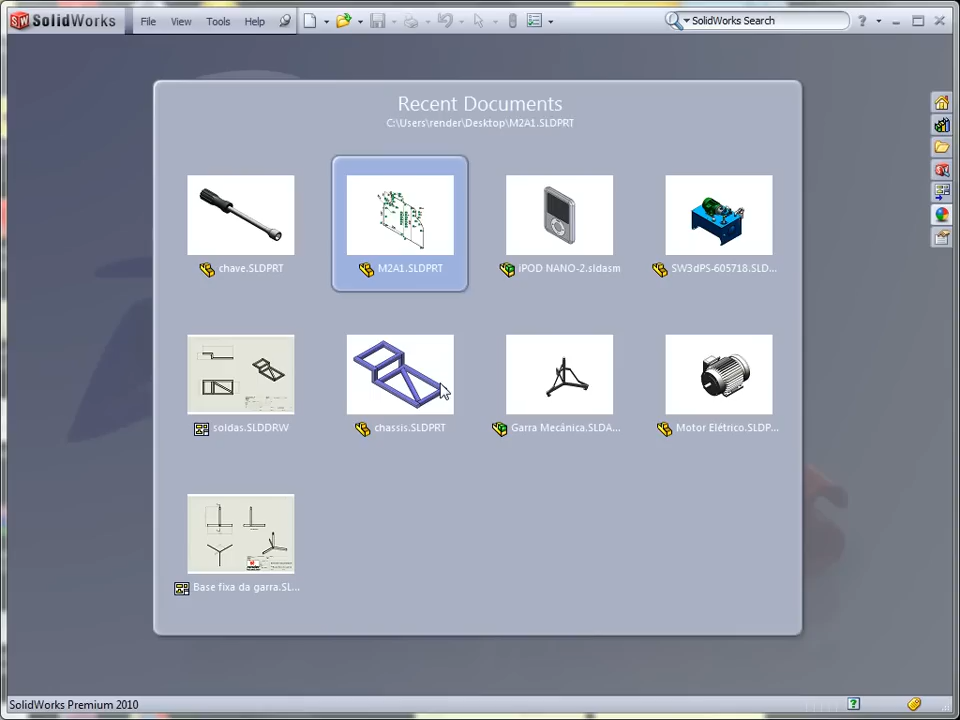 SolidWorks File View Tools Help SolidWorks Search ?
Recent Documents
C:\Users\render\Desktop\M2A1.SLDPRT
chave.SLDPRT M2A1.SLDPRT iPOD NANO-2.sldasm SW3dPS-605718.SLD...
soldas.SLDDRW chassis.SLDPRT Garra Mecânica.SLDA... Motor Elétrico.SLDP...
Base fixa da garra.SL...
SolidWorks Premium 2010